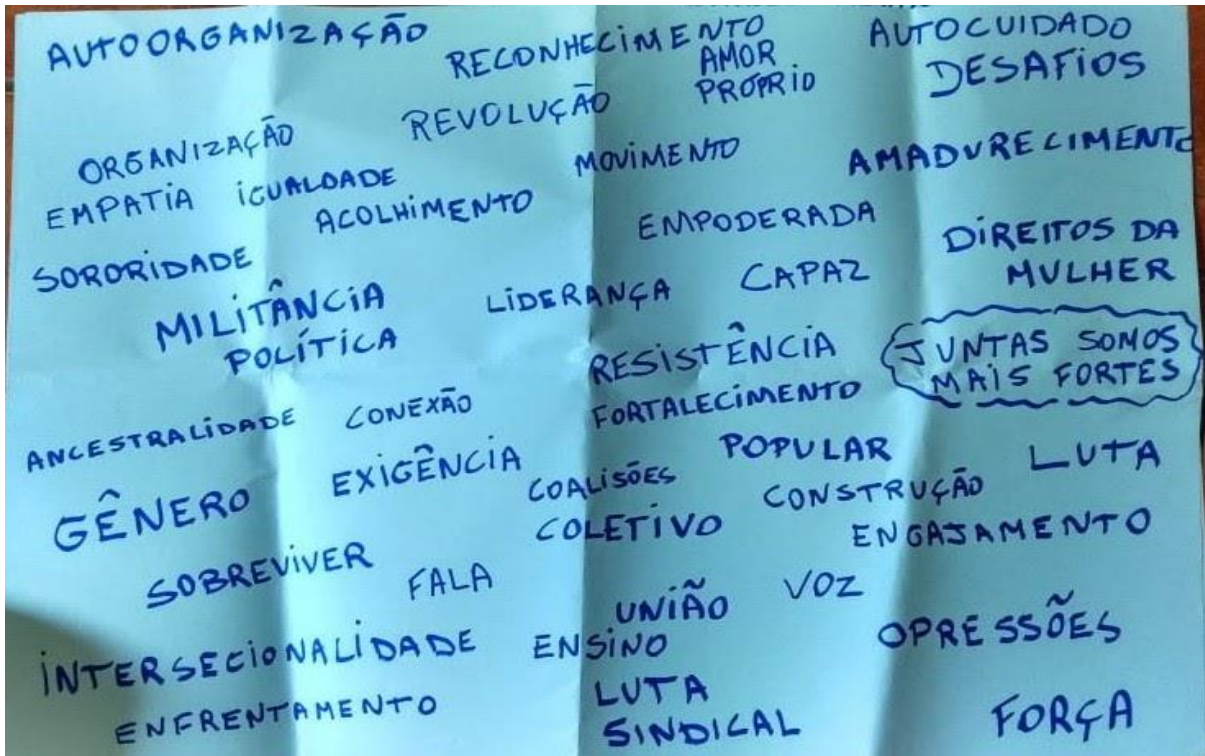 AUTOORGANIZAÇÃO
RECONHECIMENTO
AUTOCUIDADO
AMOR
PRÓPRIO
DESAFIOS
REVOLUÇÃO
ORGANIZAÇÃO
MOVIMENTO
AMADURECIMENTO
EMPATIA
IGUALDADE
ACOLHIMENTO
EMPODERADA
DIREITOS DA
MULHER
SORORIDADE
MILITÂNCIA
POLÍTICA
LIDERANÇA
CAPAZ
RESISTÊNCIA
JUNTAS SOMOS
MAIS FORTES
FORTALECIMENTO
ANCESTRALIDADE
CONEXÃO
POPULAR
LUTA
GÊNERO
EXIGÊNCIA
COALISÕES
CONSTRUÇÃO
COLETIVO
ENGAJAMENTO
SOBREVIVER
FALA
UNIÃO
VOZ
OPRESSÕES
INTERSECIONALIDADE
ENSINO
ENFRENTAMENTO
LUTA
SINDICAL
FORÇA